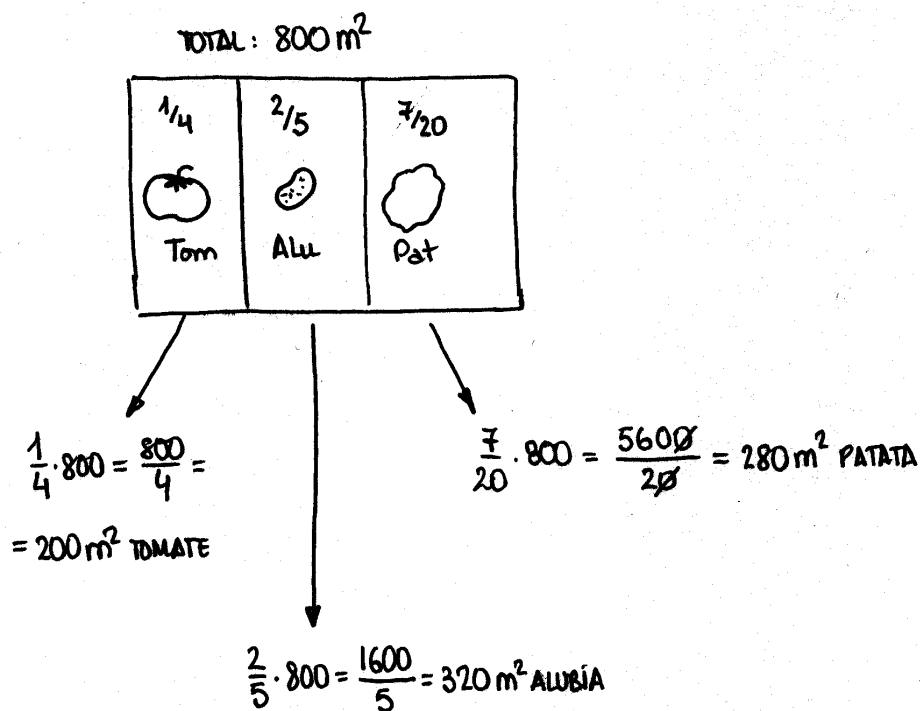 TOTAL: 800 m²
1/4 2/5 7/20
Tom Alu Pat
1/4 · 800 = 800/4 =
= 200 m² TOMATE
7/20 · 800 = 5600/20 = 280 m² PATATA
2/5 · 800 = 1600/5 = 320 m² ALUBIA